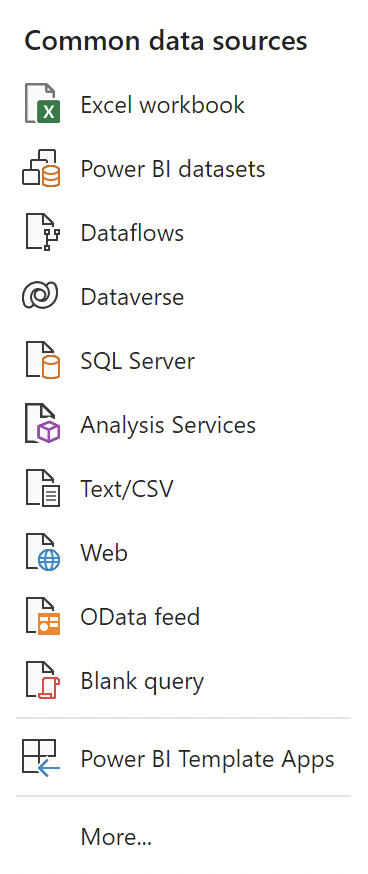 Common data sources
Excel workbook
Power BI datasets
Dataflows
Dataverse
SQL Server
Analysis Services
Text/CSV
Web
OData feed
Blank query
Power BI Template Apps
More...